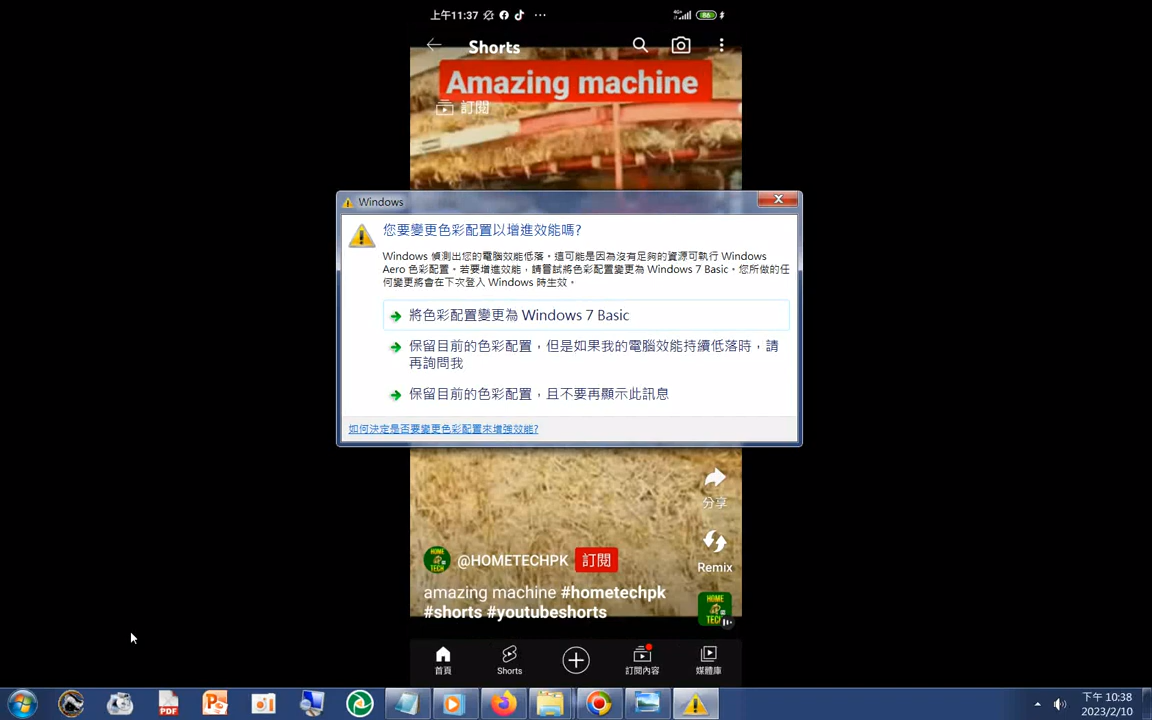 上午11:37
4G
86
Shorts
Amazing machine
訂閱
Windows
您要變更色彩配置以增進效能嗎?
Windows 偵測出您的電腦效能低落。這可能是因為沒有足夠的資源可執行 Windows
Aero 色彩配置。若要增進效能，請嘗試將色彩配置變更為 Windows 7 Basic。您所做的任
何變更將會在下次登入 Windows 時生效。
將色彩配置變更為 Windows 7 Basic
保留目前的色彩配置，但是如果我的電腦效能持續低落時，請
再詢問我
保留目前的色彩配置，且不要再顯示此訊息
如何決定是否要變更色彩配置來增強效能?
分享
@HOMETECHPK
訂閱
Remix
amazing machine #hometechpk
#shorts #youtubeshorts
HOME
TECH
首頁
Shorts
訂閱內容
媒體庫
PDF
下午 10:38
2023/2/10